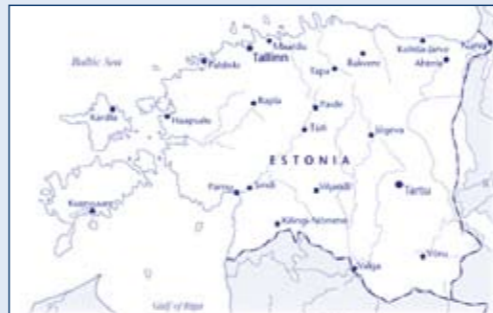 Maardu
Tallinn
Kohtla-Järve
Narva
Baltic Sea
Paldiski
Rakvere
Ahtme
Tapa
Kärdla
Haapsalu
Rapla
Paide
Türi
Jõgeva
ESTONIA
Kuressaare
Pärnu
Sindi
Viljandi
Tartu
Kilingi-Nõmme
Valga
Võru
Gulf of Riga